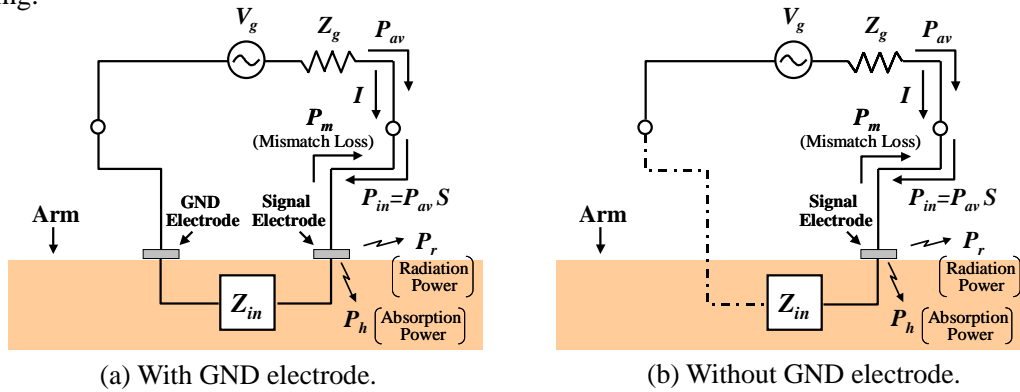 ing.
V_g
Z_g
P_av
I
P_m
(Mismatch Loss)
P_in=P_av S
GND
Electrode
Signal
Electrode
Arm
P_r
(Radiation
Power)
Z_in
P_h (Absorption
Power)
(a) With GND electrode.
V_g
Z_g
P_av
I
P_m
(Mismatch Loss)
P_in=P_av S
Signal
Electrode
Arm
P_r
(Radiation
Power)
Z_in
P_h (Absorption
Power)
(b) Without GND electrode.